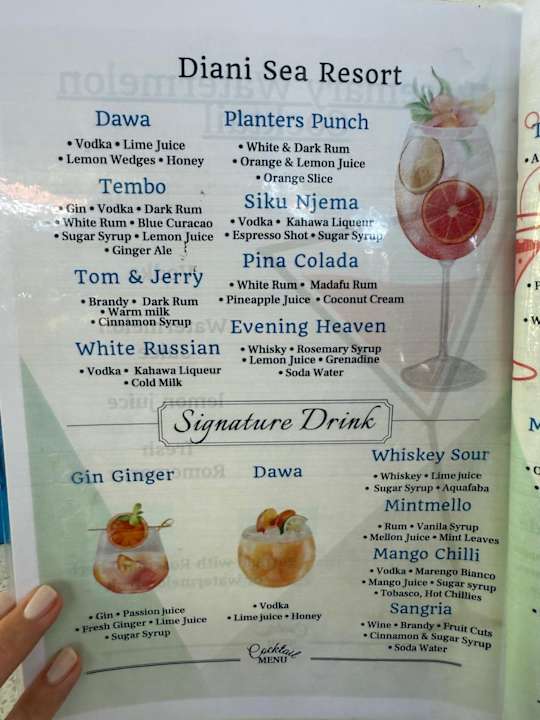 Diani Sea Resort
Dawa
• Vodka • Lime Juice
• Lemon Wedges • Honey
Tembo
• Gin • Vodka • Dark Rum
• White Rum • Blue Curacao
• Sugar Syrup • Lemon Juice
• Ginger Ale
Tom & Jerry
• Brandy • Dark Rum
• Warm milk
• Cinnamon Syrup
White Russian
• Vodka • Kahawa Liqueur
• Cold Milk
Planters Punch
• White & Dark Rum
• Orange & Lemon Juice
• Orange Slice
Siku Njema
• Vodka • Kahawa Liqueur
• Espresso Shot • Sugar Syrup
Pina Colada
• White Rum • Madafu Rum
• Pineapple Juice • Coconut Cream
Evening Heaven
• Whisky • Rosemary Syrup
• Lemon Juice • Grenadine
• Soda Water
Signature Drink
Gin Ginger
• Gin • Passion juice
• Fresh Ginger • Lime Juice
• Sugar Syrup
Dawa
• Vodka
• Lime juice • Honey
Whiskey Sour
• Whiskey • Lime juice
• Sugar Syrup • Aquafaba
Mintmello
• Rum • Vanila Syrup
• Mellon Juice • Mint Leaves
Mango Chilli
• Vodka • Marengo Bianco
• Mango Juice • Sugar syrup
• Tobasco, Hot Chillies
Sangria
• Wine • Brandy • Fruit Cuts
• Cinnamon & Sugar Syrup
• Soda Water
Cocktail
MENU